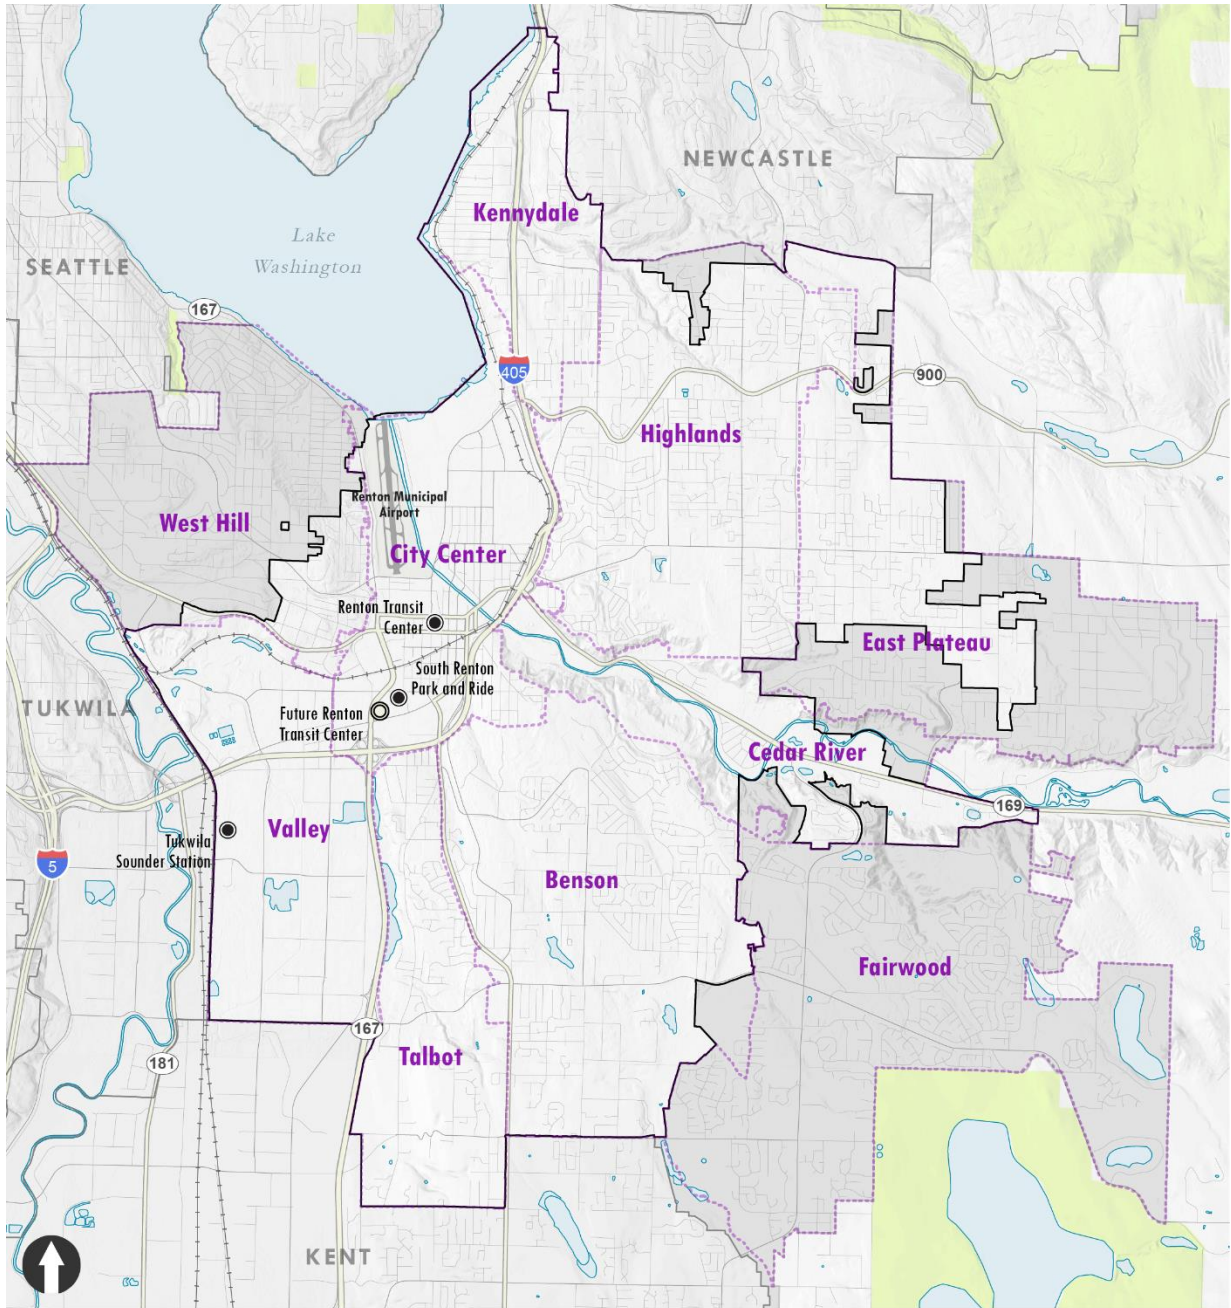 NEWCASTLE
Kennydale
Lake
Washington
SEATTLE
167
405
900
Highlands
Renton Municipal
Airport
West Hill
City Center
Renton Transit
Center
East Plateau
South Renton
Park and Ride
TUKWILA
Future Renton
Transit Center
Cedar River
169
Valley
Tukwila
Sounder Station
5
Benson
Fairwood
167
Talbot
181
KENT